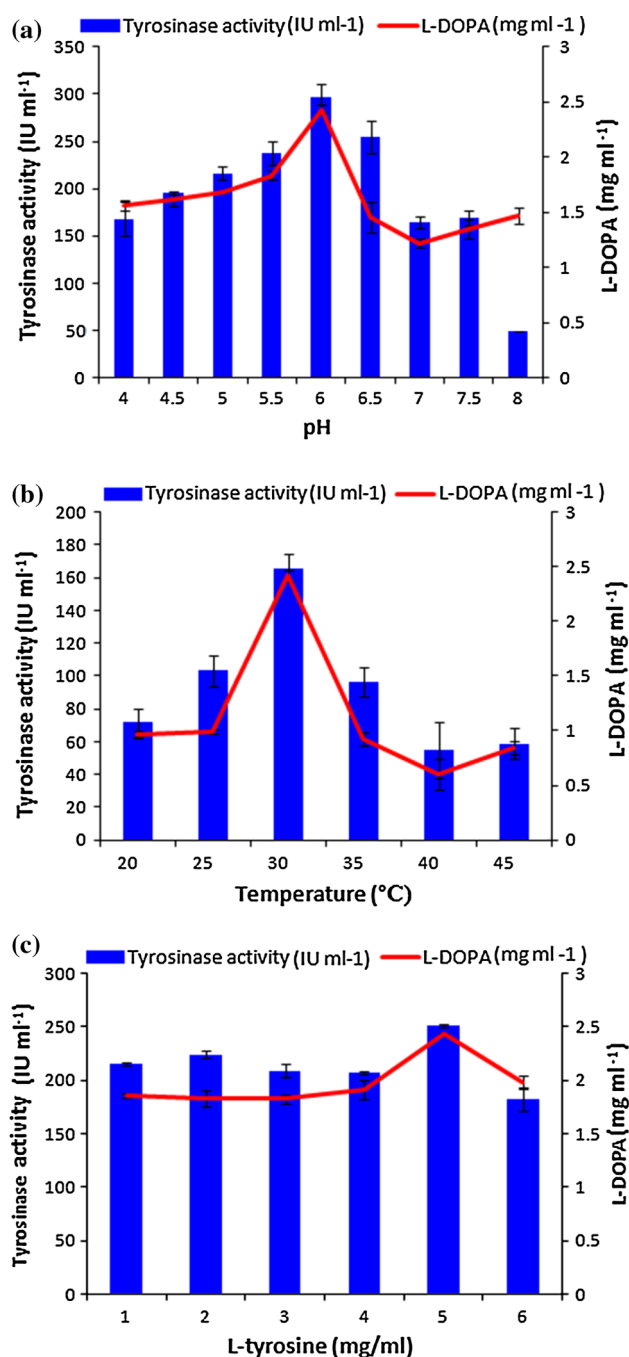 (a)
Tyrosinase activity (IU ml-1) L-DOPA (mg ml -1)
Tyrosinase activity (IU ml-1)
350
300
250
200
150
100
50
0
3
2.5
2
1.5
1
0.5
0
L-DOPA (mg ml-1)
4 4.5 5 5.5 6 6.5 7 7.5 8
pH
(b)
Tyrosinase activity (IU ml-1) L-DOPA (mg ml -1)
Tyrosinase activity (IU ml-1)
200
180
160
140
120
100
80
60
40
20
0
3
2.5
2
1.5
1
0.5
0
L-DOPA (mg ml-1)
20 25 30 35 40 45
Temperature (°C)
(c)
Tyrosinase activity (IU ml-1) L-DOPA (mg ml -1)
Tyrosinase activity (IU ml-1)
300
250
200
150
100
50
0
3
2.5
2
1.5
1
0.5
0
L-DOPA (mg ml-1)
1 2 3 4 5 6
L-tyrosine (mg/ml)